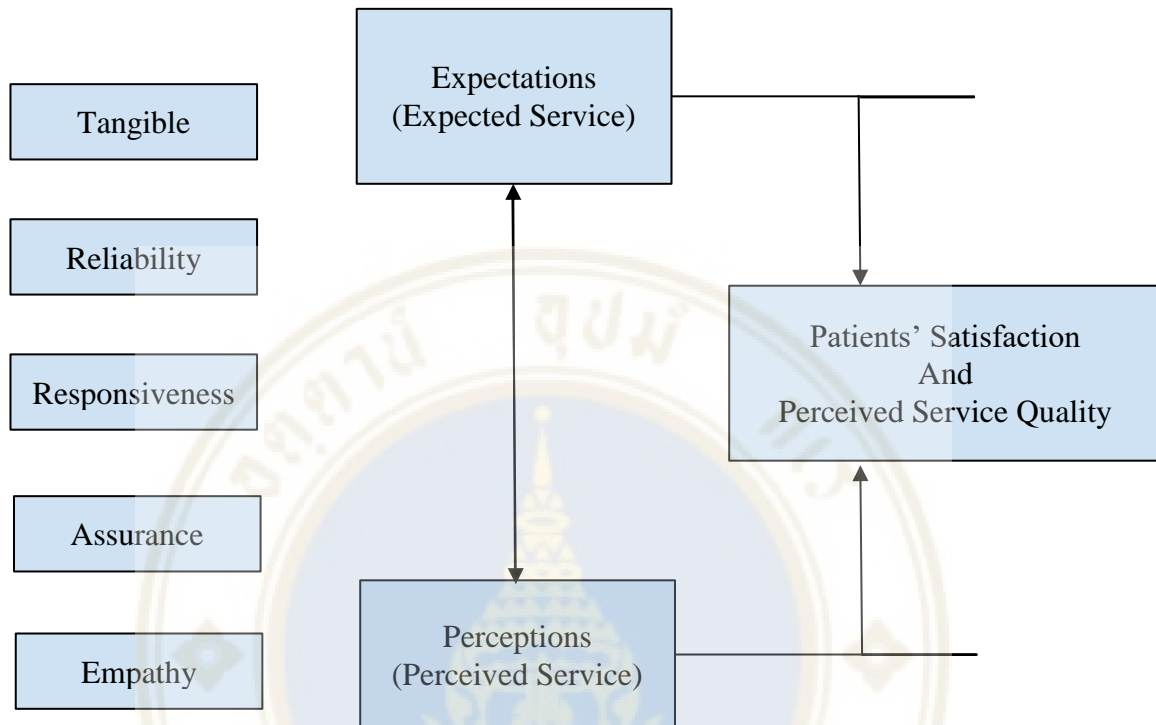 Tangible
Reliability
Responsiveness
Assurance
Empathy
Expectations
(Expected Service)
Perceptions
(Perceived Service)
Patients’ Satisfaction
And
Perceived Service Quality